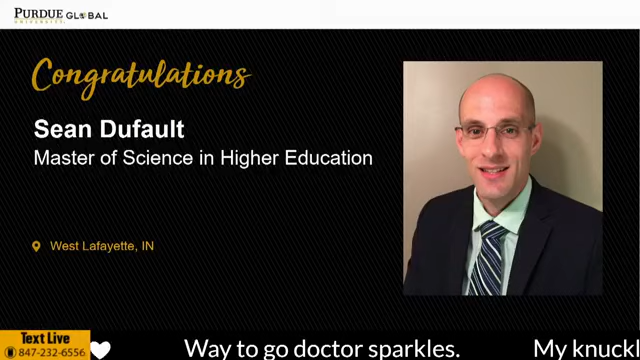 PURDUE GLOBAL
UNIVERSITY
Congratulations
Sean Dufault
Master of Science in Higher Education
West Lafayette, IN
Text Live
847-232-6556
Way to go doctor sparkles. My knuckl